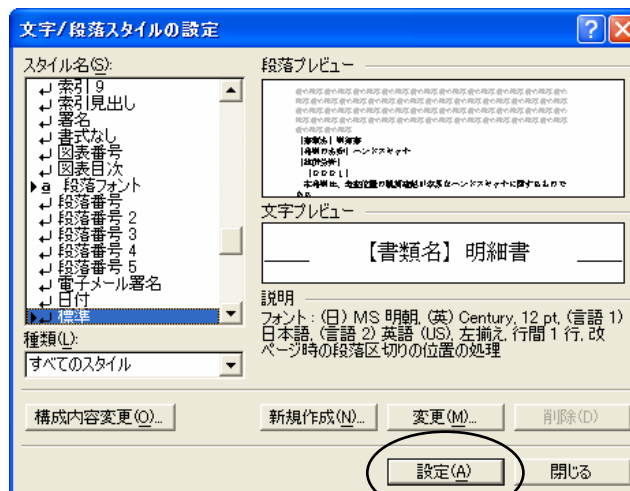 文字/段落スタイルの設定
スタイル名(S):
索引 9
索引見出し
署名
書式なし
図表番号
図表目次
a 段落フォント
段落番号
段落番号 2
段落番号 3
段落番号 4
段落番号 5
電子メール署名
日付
標準
種類(L):
すべてのスタイル
段落プレビュー
文字プレビュー
【書類名】 明細書
説明
フォント : (日) MS 明朝, (英) Century, 12 pt, (言語 1)
日本語, (言語 2) 英語 (US), 左揃え, 行間 1 行, 改
ページ時の段落区切りの位置の処理
構成内容変更(O)...
新規作成(N)...
変更(M)...
削除(D)
設定(A)
閉じる